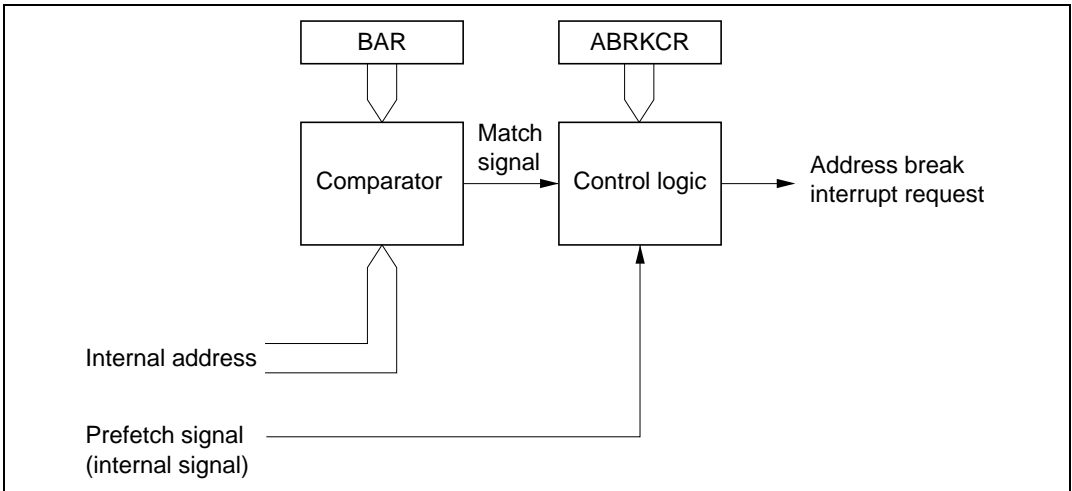 BAR
ABRKCR
Comparator
Match
signal
Control logic
Address break
interrupt request
Internal address
Prefetch signal
(internal signal)